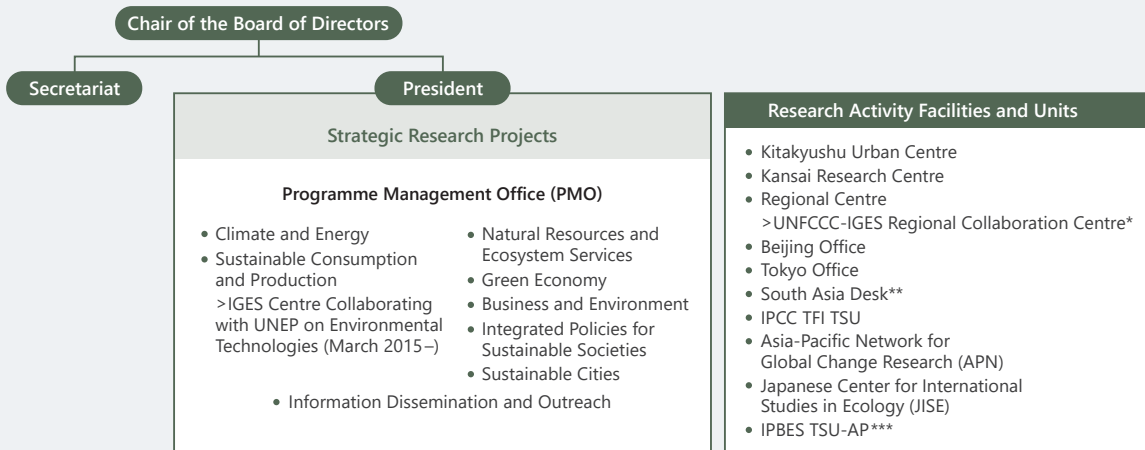 Chair of the Board of Directors
Secretariat
President
Strategic Research Projects
Programme Management Office (PMO)
• Climate and Energy
• Sustainable Consumption
and Production
>IGES Centre Collaborating
with UNEP on Environmental
Technologies (March 2015–)
• Natural Resources and
Ecosystem Services
• Green Economy
• Business and Environment
• Integrated Policies for
Sustainable Societies
• Sustainable Cities
• Information Dissemination and Outreach
Research Activity Facilities and Units
• Kitakyushu Urban Centre
• Kansai Research Centre
• Regional Centre
>UNFCCC-IGES Regional Collaboration Centre*
• Beijing Office
• Tokyo Office
• South Asia Desk**
• IPCC TFI TSU
• Asia-Pacific Network for
Global Change Research (APN)
• Japanese Center for International
Studies in Ecology (JISE)
• IPBES TSU-AP***